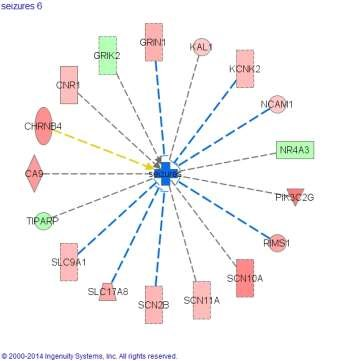 seizures 6
GRIN1
GRIK2
KAL1
KCNK2
CNR1
NCAM1
CHRNB4
NR4A3
CA9
seizures
PIK3C2G
TIPARP
RIMS1
SLC9A1
SCN10A
SLC17A8
SCN2B
SCN11A
© 2000-2014 Ingenuity Systems, Inc. All rights reserved.